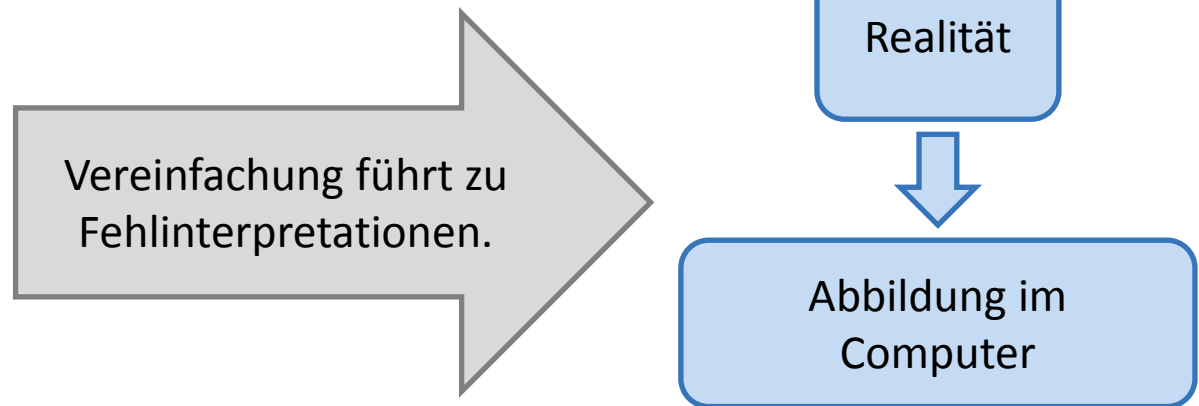 Realität
Vereinfachung führt zu
Fehlinterpretationen.
Abbildung im
Computer